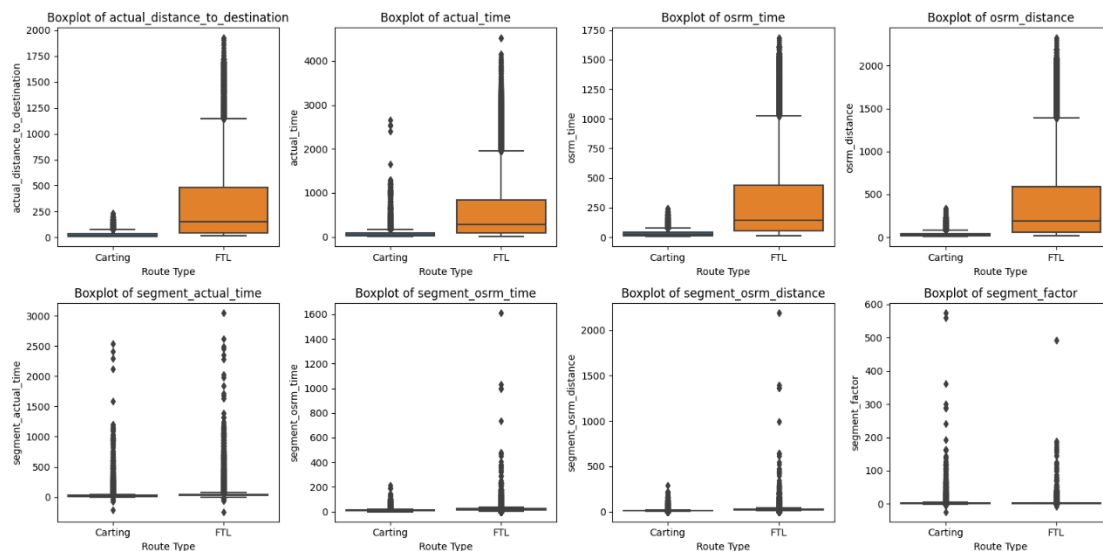 Boxplot of actual_distance_to_destination
actual_distance_to_destination
2000
1750
1500
1250
1000
750
500
250
0
Carting
FTL
Route Type
Boxplot of actual_time
actual_time
4000
3000
2000
1000
0
Carting
FTL
Route Type
Boxplot of osrm_time
osrm_time
1750
1500
1250
1000
750
500
250
0
Carting
FTL
Route Type
Boxplot of osrm_distance
osrm_distance
2000
1500
1000
500
0
Carting
FTL
Route Type
Boxplot of segment_actual_time
segment_actual_time
3000
2500
2000
1500
1000
500
0
Carting
FTL
Route Type
Boxplot of segment_osrm_time
segment_osrm_time
1600
1400
1200
1000
800
600
400
200
0
Carting
FTL
Route Type
Boxplot of segment_osrm_distance
segment_osrm_distance
2000
1500
1000
500
0
Carting
FTL
Route Type
Boxplot of segment_factor
segment_factor
600
500
400
300
200
100
0
Carting
FTL
Route Type